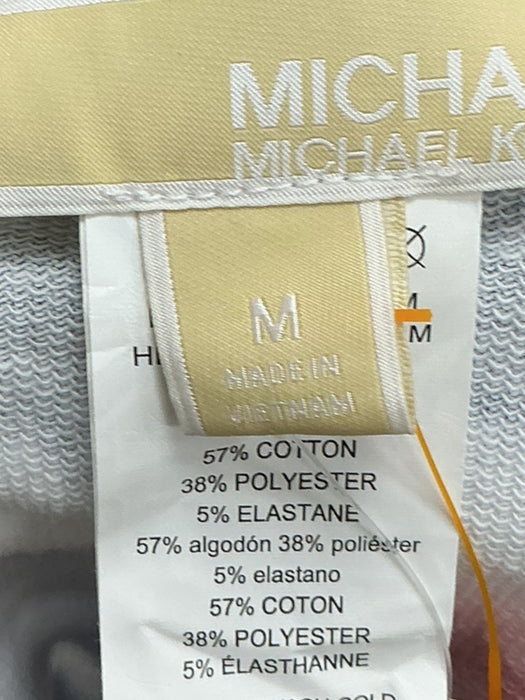 MICHA
MICHAEL K
M
MADE IN
VIETNAM
M
57% COTTON
38% POLYESTER
5% ELASTANE
57% algodón 38% poliéster
5% elastano
57% COTON
38% POLYESTER
5% ÉLASTHANNE